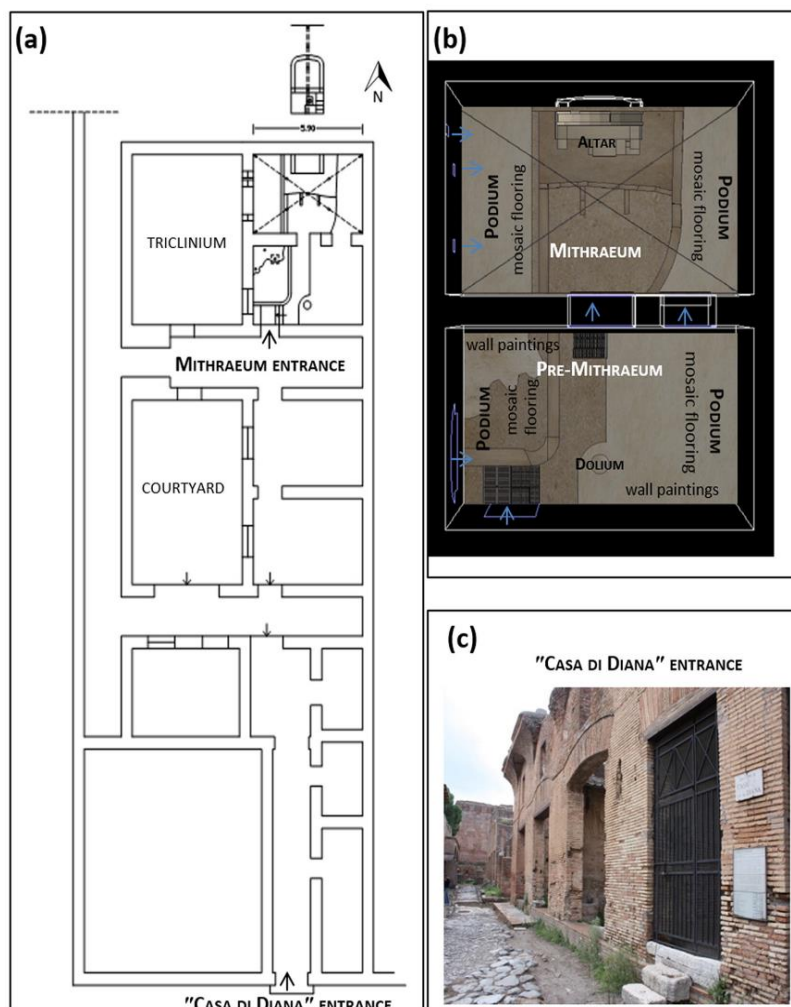 (a)
N
5.90
TRICLINIUM
MITHRAEUM ENTRANCE
COURTYARD
"CASA DI DIANA" ENTRANCE
(b)
ALTAR
PODIUM
mosaic flooring
PODIUM
mosaic flooring
MITHRAEUM
wall paintings
PRE-MITHRAEUM
PODIUM
mosaic
flooring
PODIUM
mosaic flooring
DOLIUM
wall paintings
(c)
"CASA DI DIANA" ENTRANCE